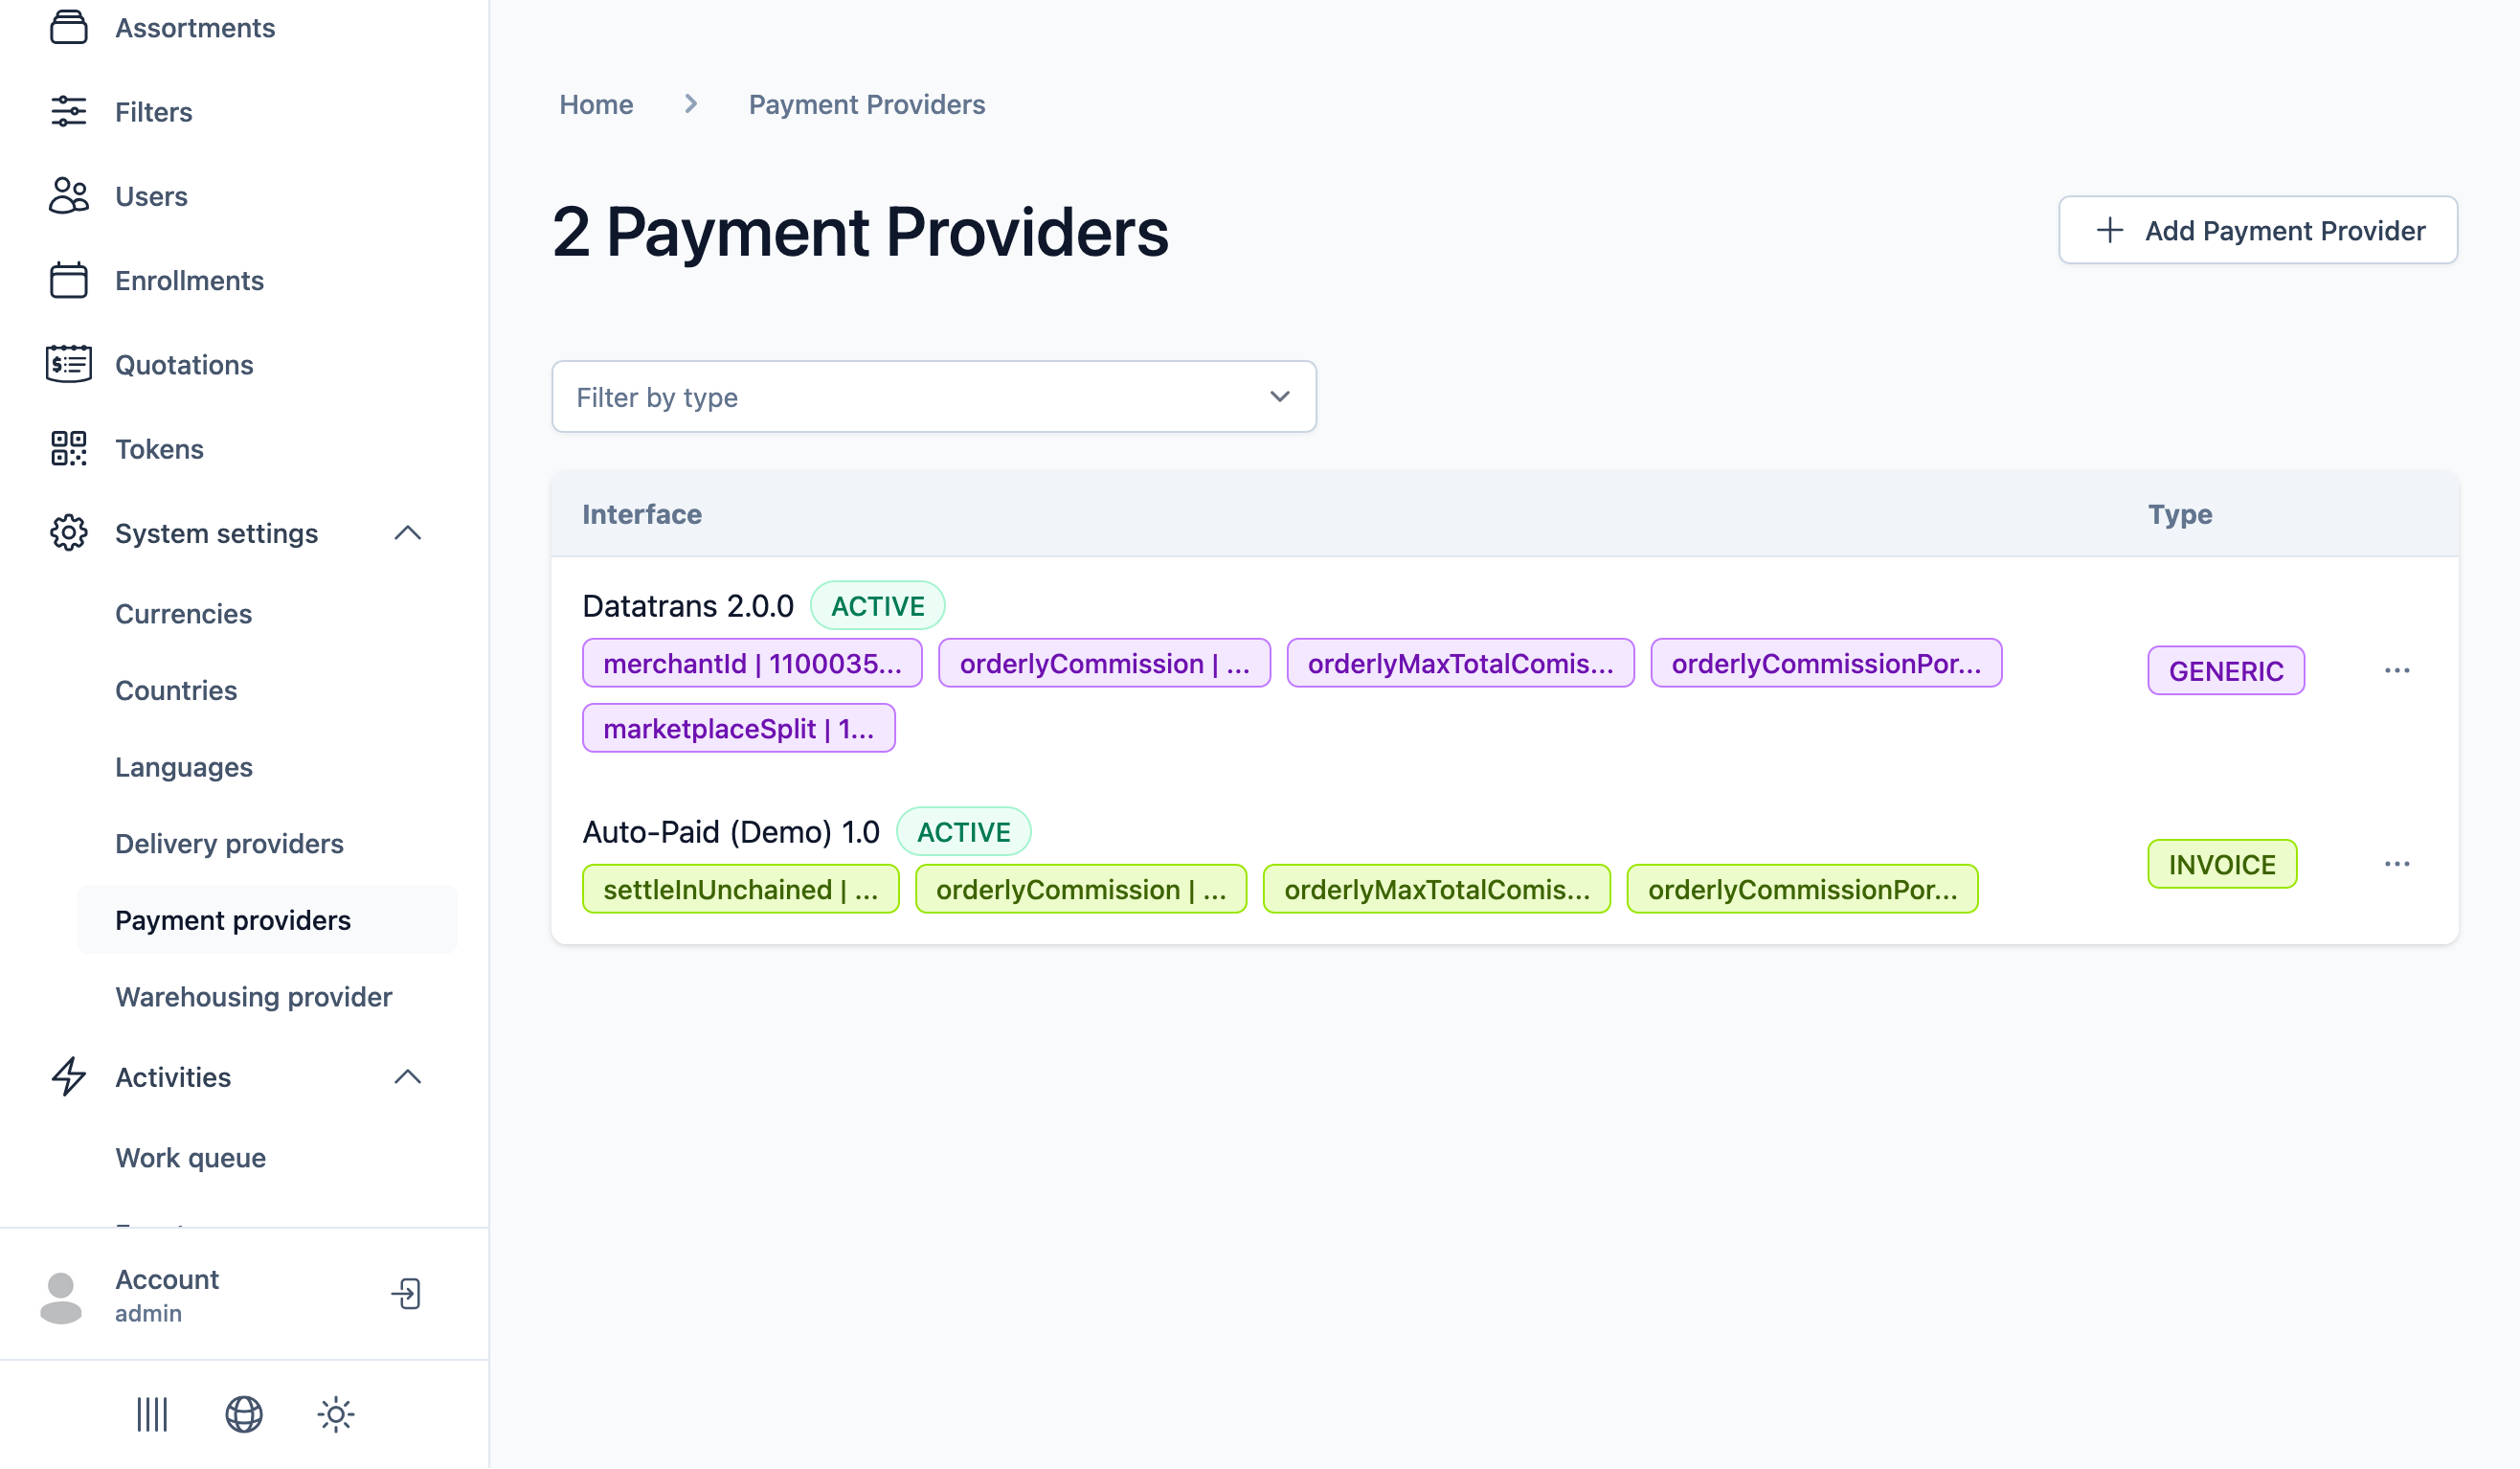 Assortments
Filters
Users
Enrollments
Quotations
Tokens
System settings
Currencies
Countries
Languages
Delivery providers
Payment providers
Warehousing provider
Activities
Work queue
Account
admin
Home > Payment Providers
2 Payment Providers
+ Add Payment Provider
Filter by type
Interface Type
Datatrans 2.0.0 ACTIVE
merchantId | 1100035... orderlyCommission | ... orderlyMaxTotalComis... orderlyCommissionPor... GENERIC ...
marketplaceSplit | 1...
Auto-Paid (Demo) 1.0 ACTIVE
settleInUnchained | ... orderlyCommission | ... orderlyMaxTotalComis... orderlyCommissionPor... INVOICE ...